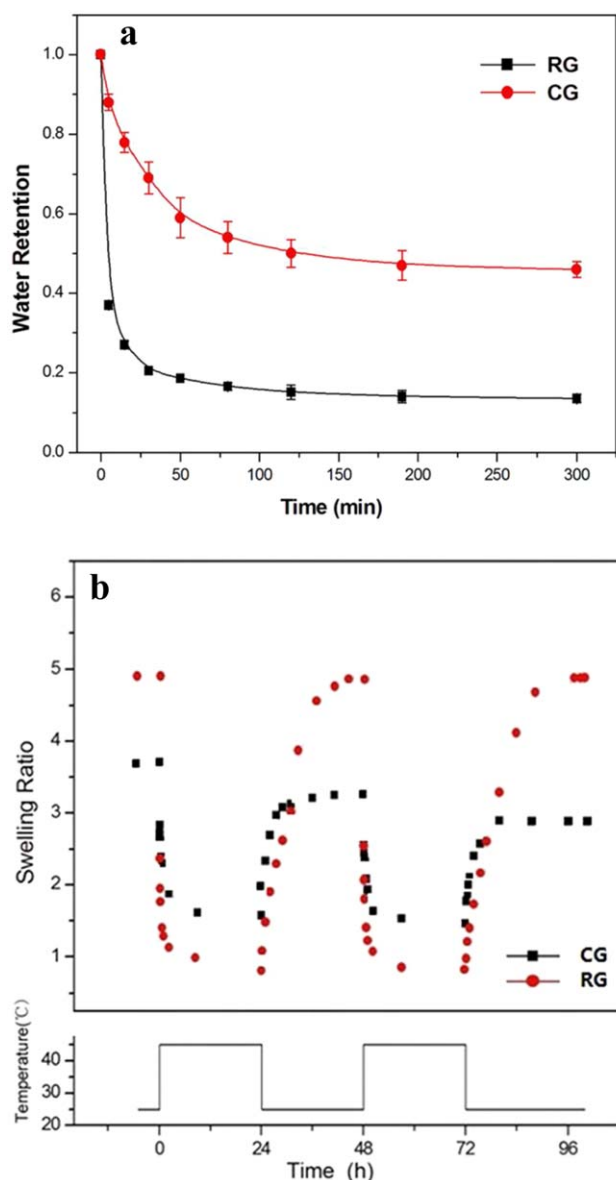 a
RG
CG
1.0
0.8
0.6
0.4
0.2
0.0
Water Retention
0 50 100 150 200 250 300
Time (min)
b
6
5
4
3
2
1
Swelling Ratio
CG
RG
Temperature(℃)
40
30
20
0 24 48 72 96
Time (h)